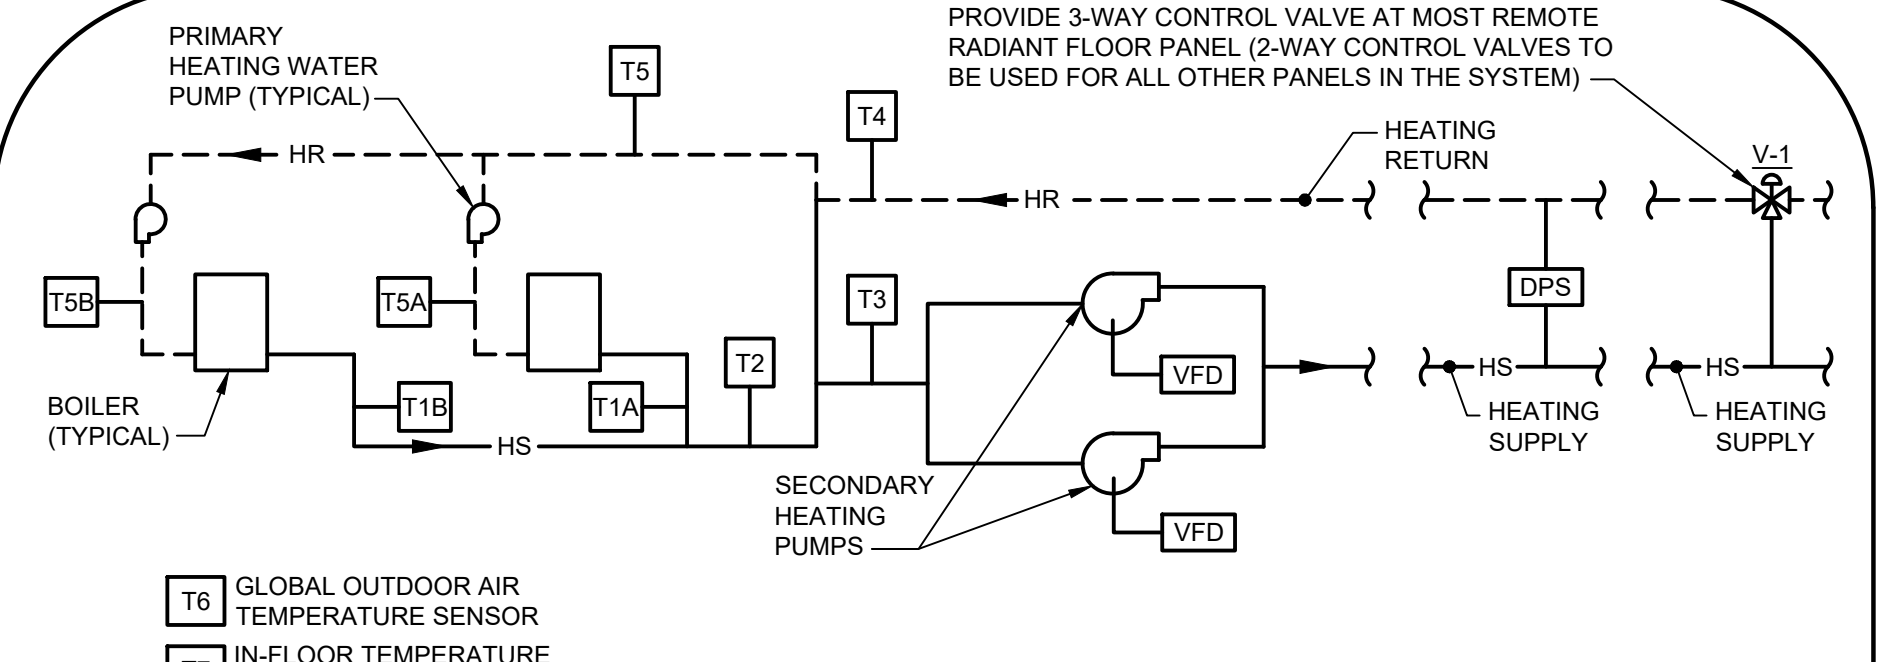 PRIMARY
HEATING WATER
PUMP (TYPICAL)
PROVIDE 3-WAY CONTROL VALVE AT MOST REMOTE
RADIANT FLOOR PANEL (2-WAY CONTROL VALVES TO
BE USED FOR ALL OTHER PANELS IN THE SYSTEM)
T5
T4
HEATING
RETURN
V-1
HR
HR
T5B
T5A
T3
DPS
T2
VFD
HS
HS
T1B
T1A
BOILER
(TYPICAL)
HS
HEATING
SUPPLY
HEATING
SUPPLY
SECONDARY
HEATING
PUMPS
VFD
T6
GLOBAL OUTDOOR AIR
TEMPERATURE SENSOR
IN-FLOOR TEMPERATURE